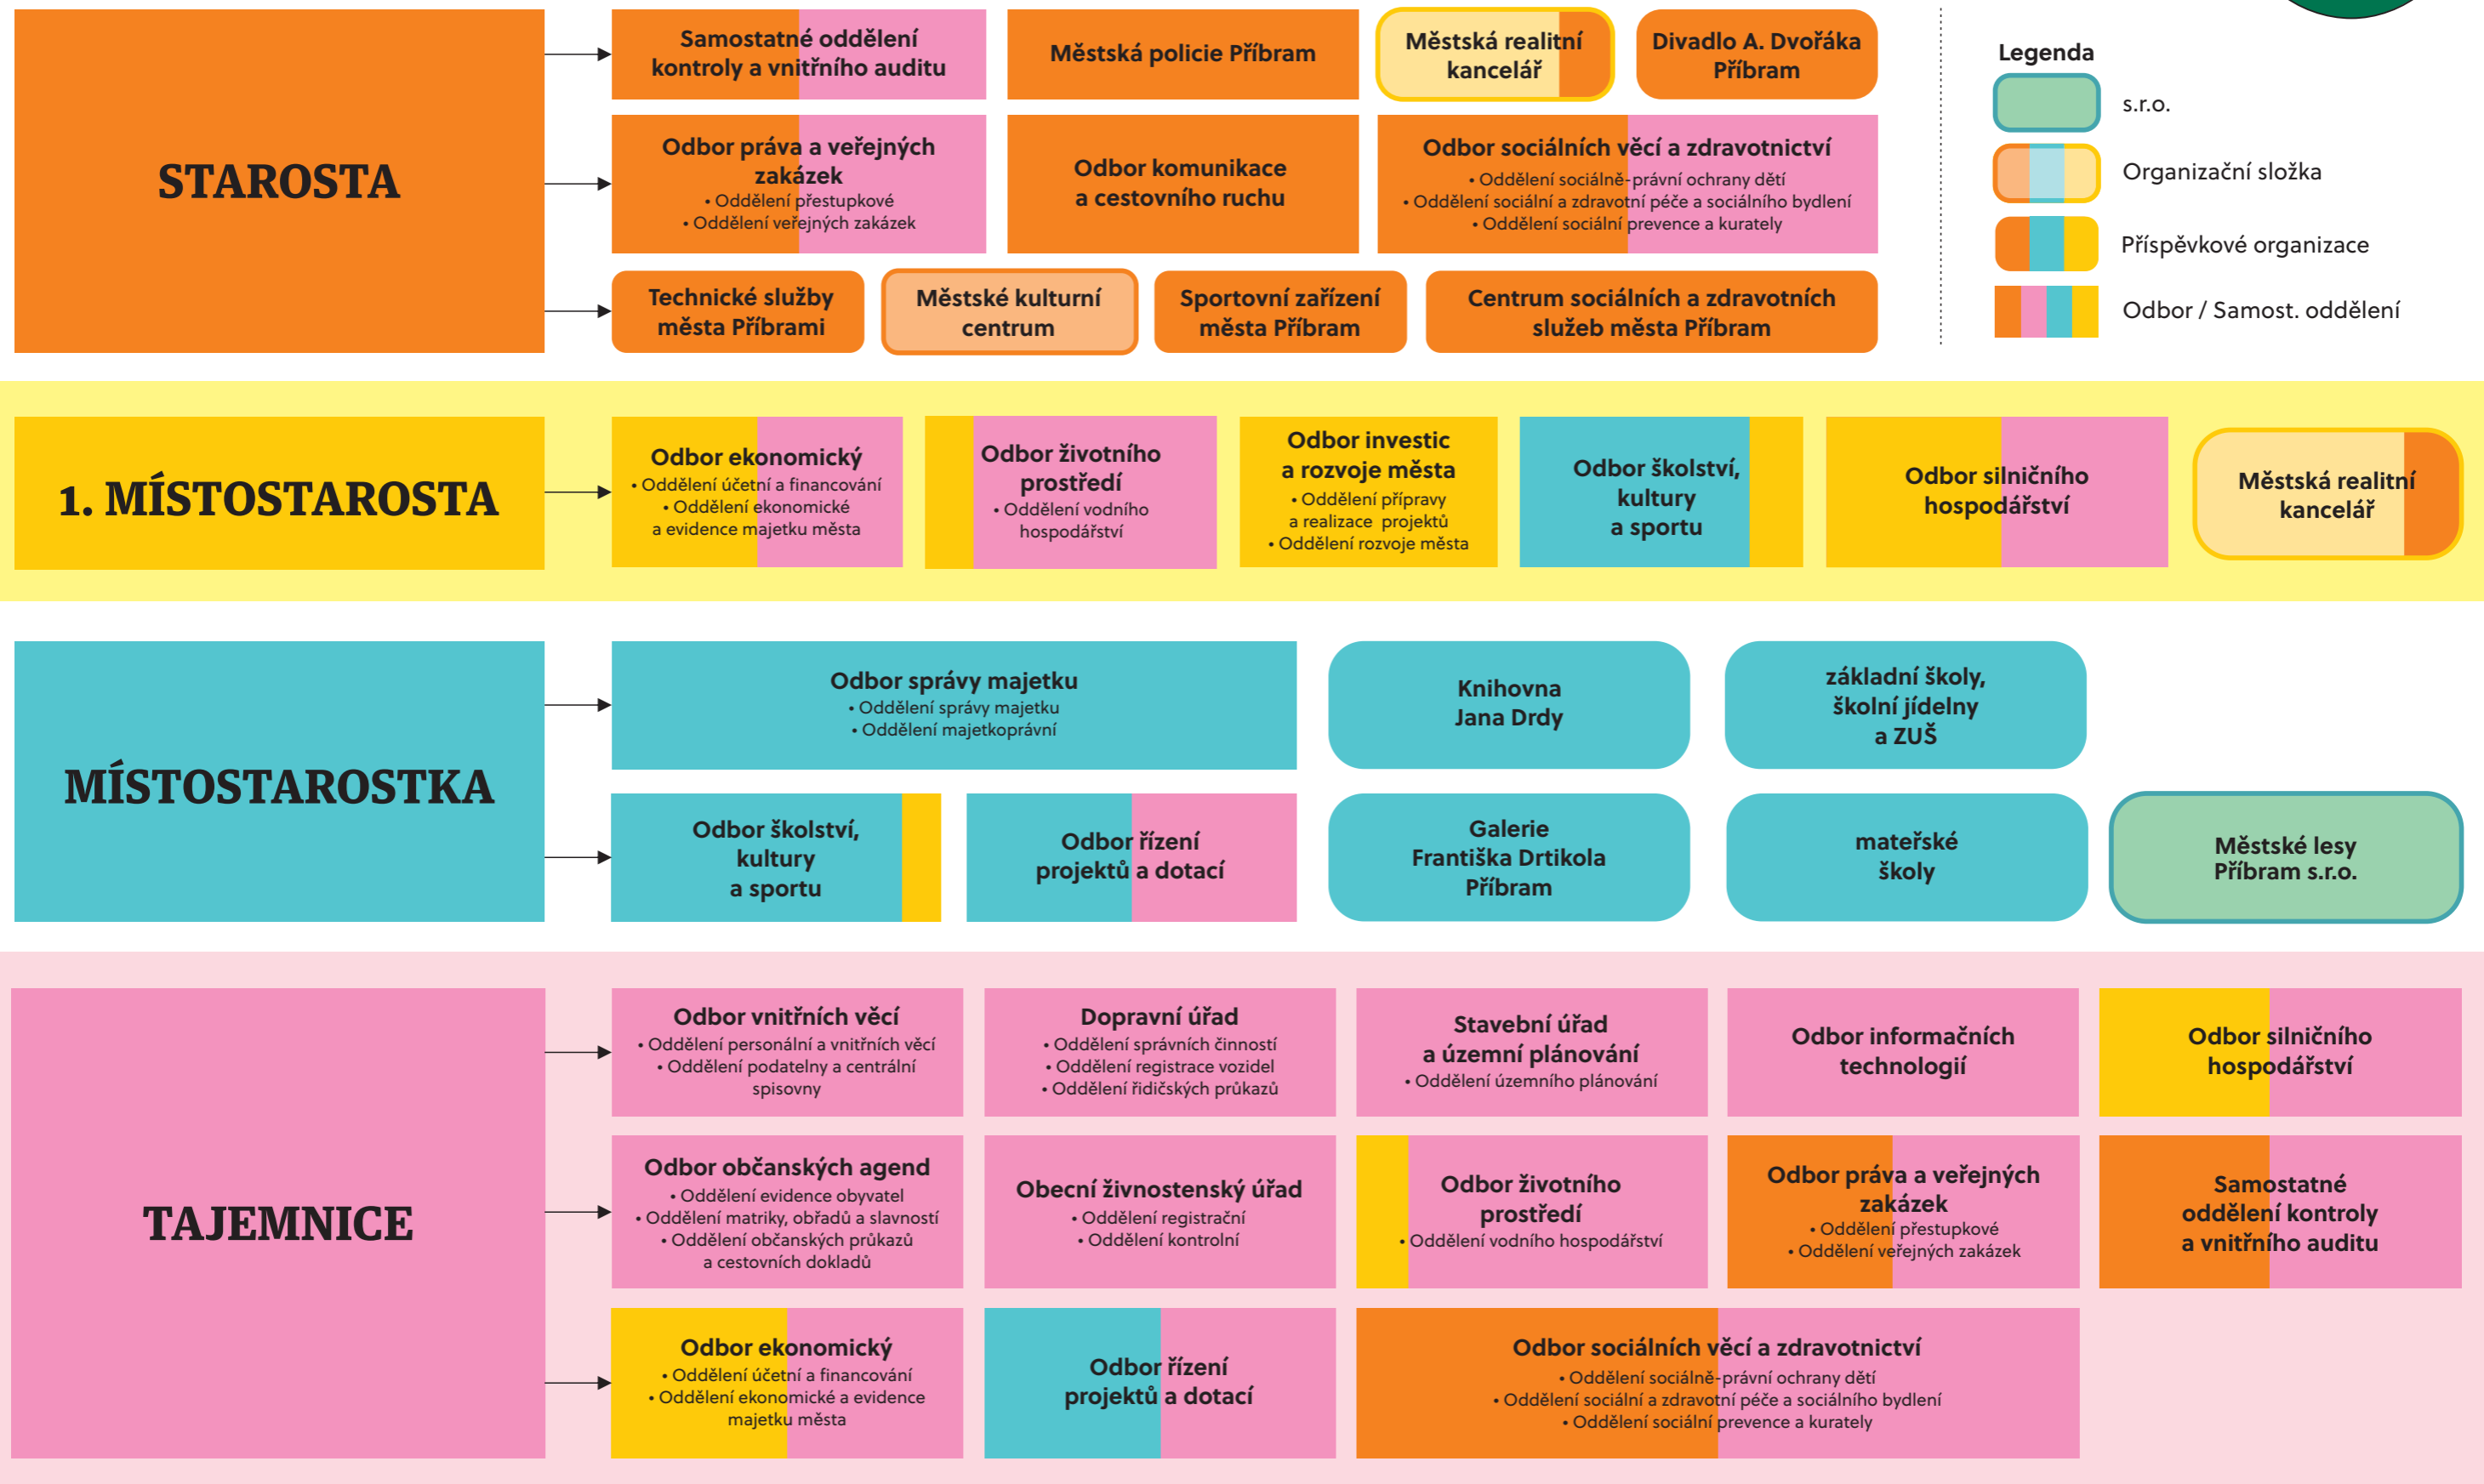 STAROSTA
Samostatné oddělení
kontroly a vnitřního auditu
Městská policie Příbram
Městská realitní
kancelář
Divadlo A. Dvořáka
Příbram
Odbor práva a veřejných
zakázek
• Oddělení přestupkové
• Oddělení veřejných zakázek
Odbor komunikace
a cestovního ruchu
Odbor sociálních věcí a zdravotnictví
• Oddělení sociálně-právní ochrany dětí
• Oddělení sociální a zdravotní péče a sociálního bydlení
• Oddělení sociální prevence a kurately
Technické služby
města Příbrami
Městské kulturní
centrum
Sportovní zařízení
města Příbram
Centrum sociálních a zdravotních
služeb města Příbram
Legenda
s.r.o.
Organizační složka
Příspěvkové organizace
Odbor / Samost. oddělení
1. MÍSTOSTAROSTA
Odbor ekonomický
• Oddělení účetní a financování
• Oddělení ekonomické
a evidence majetku města
Odbor životního
prostředí
• Oddělení vodního
hospodářství
Odbor investic
a rozvoje města
• Oddělení přípravy
a realizace projektů
• Oddělení rozvoje města
Odbor školství,
kultury
a sportu
Odbor silničního
hospodářství
Městská realitní
kancelář
MÍSTOSTAROSTKA
Odbor správy majetku
• Oddělení správy majetku
• Oddělení majetkoprávní
Knihovna
Jana Drdy
základní školy,
školní jídelny
a ZUŠ
Odbor školství,
kultury
a sportu
Odbor řízení
projektů a dotací
Galerie
Františka Drtikola
Příbram
mateřské
školy
Městské lesy
Příbram s.r.o.
TAJEMNICE
Odbor vnitřních věcí
• Oddělení personální a vnitřních věcí
• Oddělení podatelny a centrální
spisovny
Dopravní úřad
• Oddělení správních činností
• Oddělení registrace vozidel
• Oddělení řidičských průkazů
Stavební úřad
a územní plánování
• Oddělení územního plánování
Odbor informačních
technologií
Odbor silničního
hospodářství
Odbor občanských agend
• Oddělení evidence obyvatel
• Oddělení matriky, obřadů a slavností
• Oddělení občanských průkazů
a cestovních dokladů
Obecní živnostenský úřad
• Oddělení registrační
• Oddělení kontrolní
Odbor životního
prostředí
• Oddělení vodního hospodářství
Odbor práva a veřejných
zakázek
• Oddělení přestupkové
• Oddělení veřejných zakázek
Samostatné
oddělení kontroly
a vnitřního auditu
Odbor ekonomický
• Oddělení účetní a financování
• Oddělení ekonomické a evidence
majetku města
Odbor řízení
projektů a dotací
Odbor sociálních věcí a zdravotnictví
• Oddělení sociálně-právní ochrany dětí
• Oddělení sociální a zdravotní péče a sociálního bydlení
• Oddělení sociální prevence a kurately